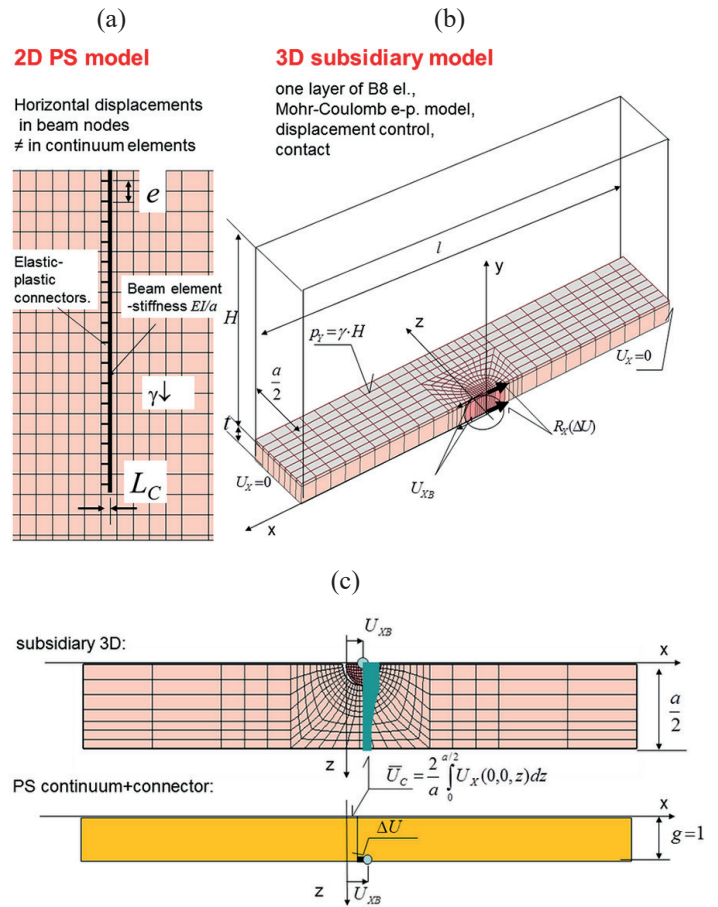 (a)
2D PS model
Horizontal displacements
in beam nodes
≠ in continuum elements
e
Elastic-
plastic
connectors.
Beam element
-stiffness EI/a
γ↓
L_C
(b)
3D subsidiary model
one layer of B8 el.,
Mohr-Coulomb e-p. model,
displacement control,
contact
l
y
z
H
p_Y=γ·H
a/2
t
U_X=0
U_X=0
R_X(ΔU)
U_XB
x
(c)
subsidiary 3D:
U_XB
x
a/2
z
U̅_C = 2/a ∫_0^{a/2} U_X(0,0,z)dz
PS continuum+connector:
x
ΔU
g=1
z
U_XB